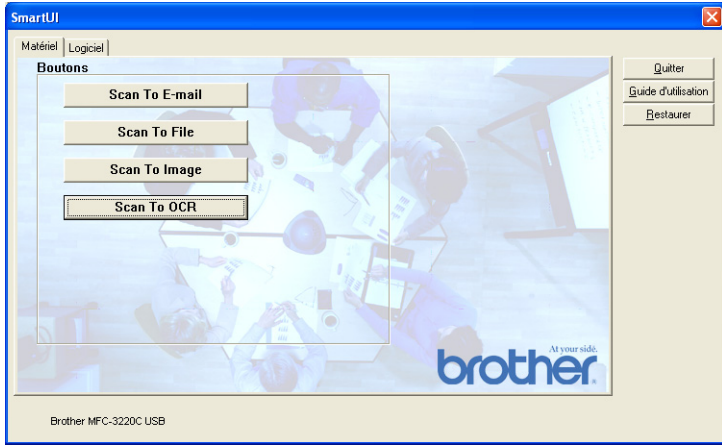 SmartUI
Matériel
Logiciel
Boutons
Scan To E-mail
Scan To File
Scan To Image
Scan To OCR
Quitter
Guide d'utilisation
Restaurer
At your side.
brother
Brother MFC-3220C USB